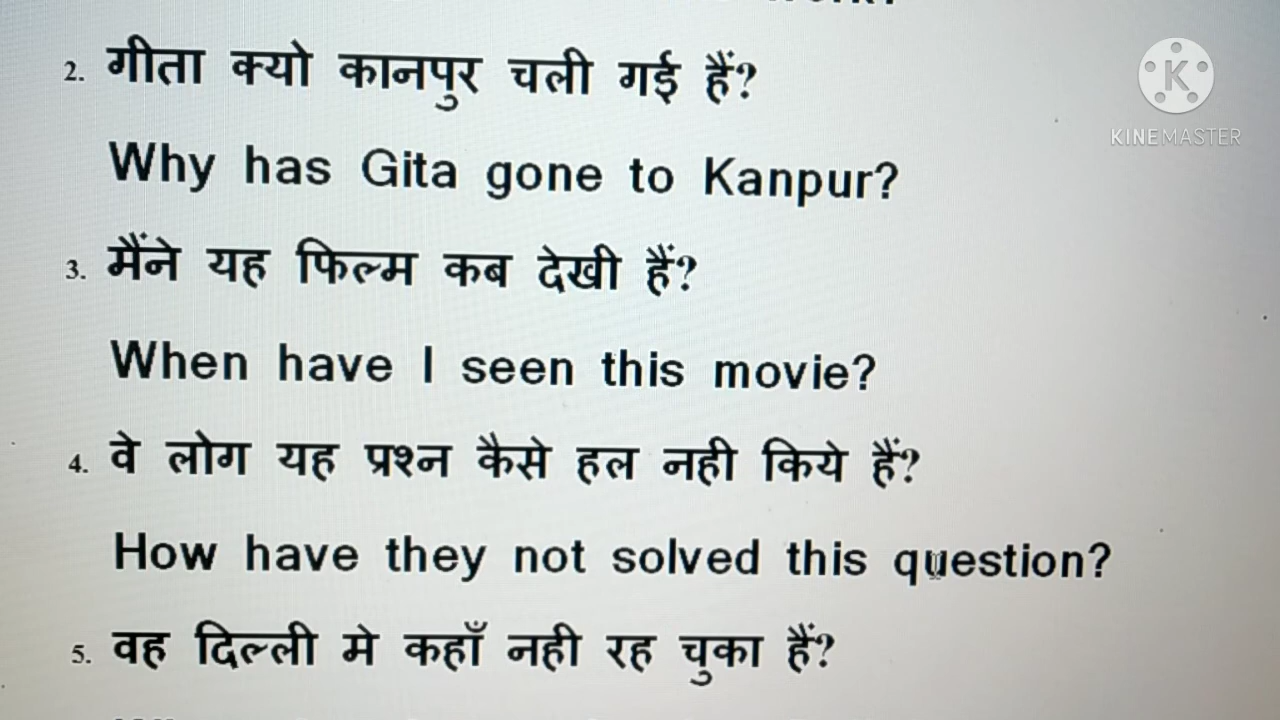 2. गीता क्यो कानपुर चली गई हैं?
Why has Gita gone to Kanpur?
3. मैंने यह फिल्म कब देखी हैं?
When have I seen this movie?
4. वे लोग यह प्रश्न कैसे हल नही किये हैं?
How have they not solved this question?
5. वह दिल्ली मे कहाँ नही रह चुका हैं?
K
KINEMASTER